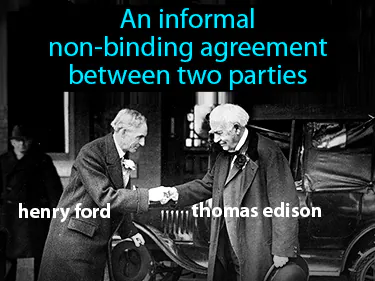 An informal
non-binding agreement
between two parties
henry ford
thomas edison